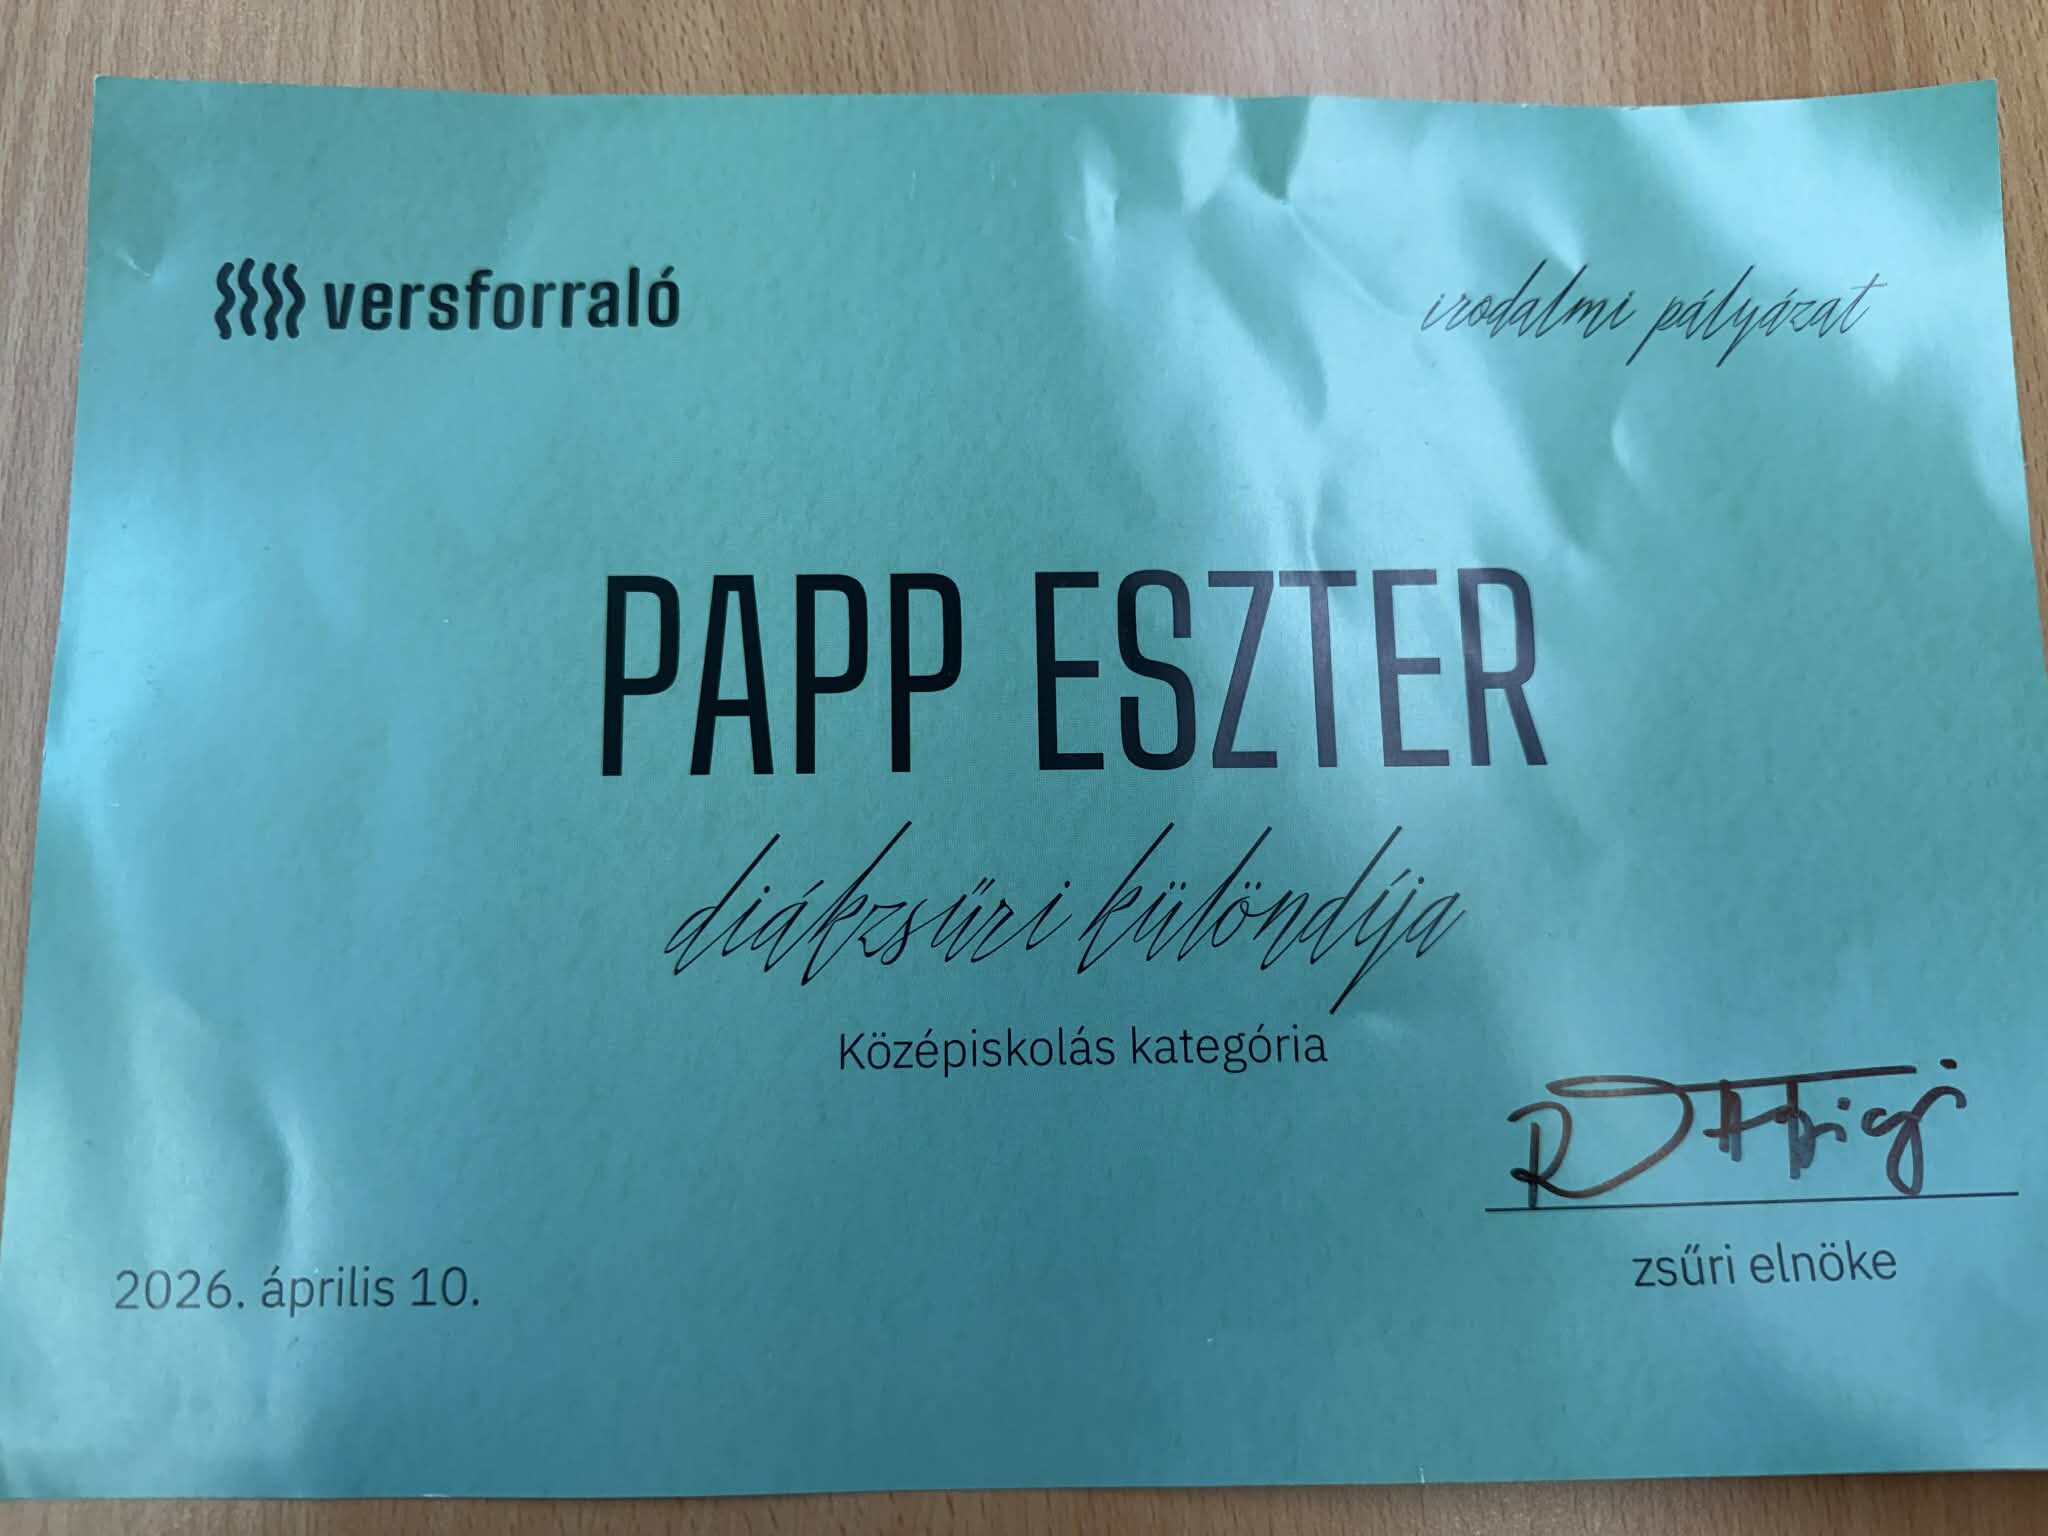 versforraló
irodalmi pályázat
PAPP ESZTER
diákzsűri különdíja
Középiskolás kategória
2026. április 10.
zsűri elnöke